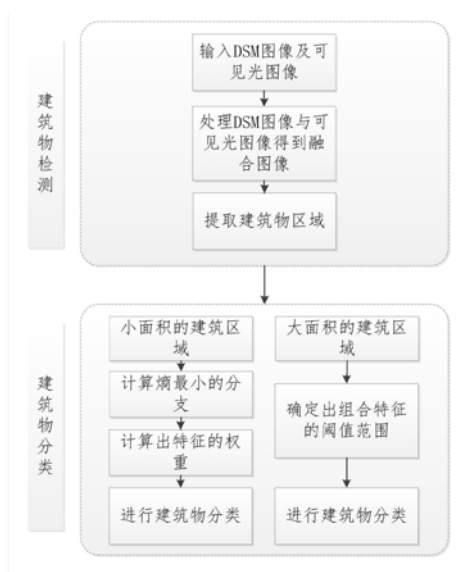 建筑物检测
输入DSM图像及可
见光图像
处理DSM图像与可
见光图像得到融
合图像
提取建筑物区域
建筑物分类
小面积的建筑区
域
计算熵最小的分
支
计算出特征的权
重
进行建筑物分类
大面积的建筑区
域
确定出组合特征
的阈值范围
进行建筑物分类